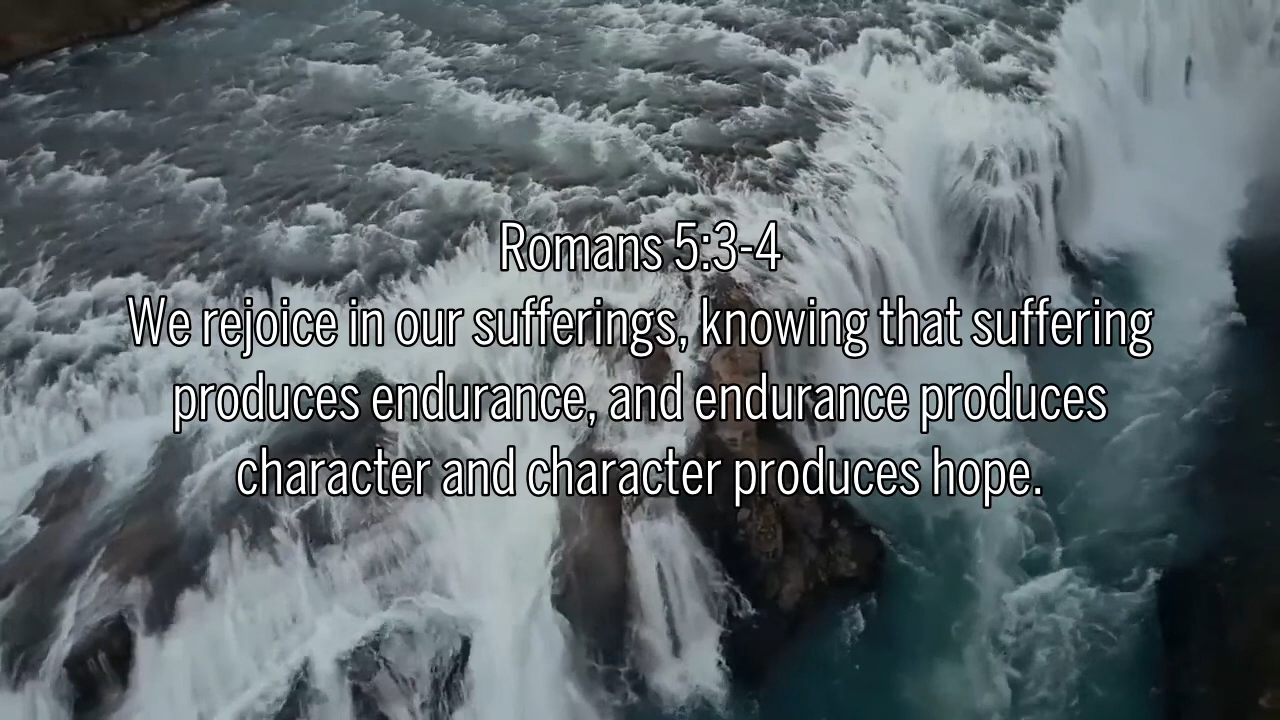 Romans 5:3-4
We rejoice in our sufferings, knowing that suffering
produces endurance, and endurance produces
character and character produces hope.